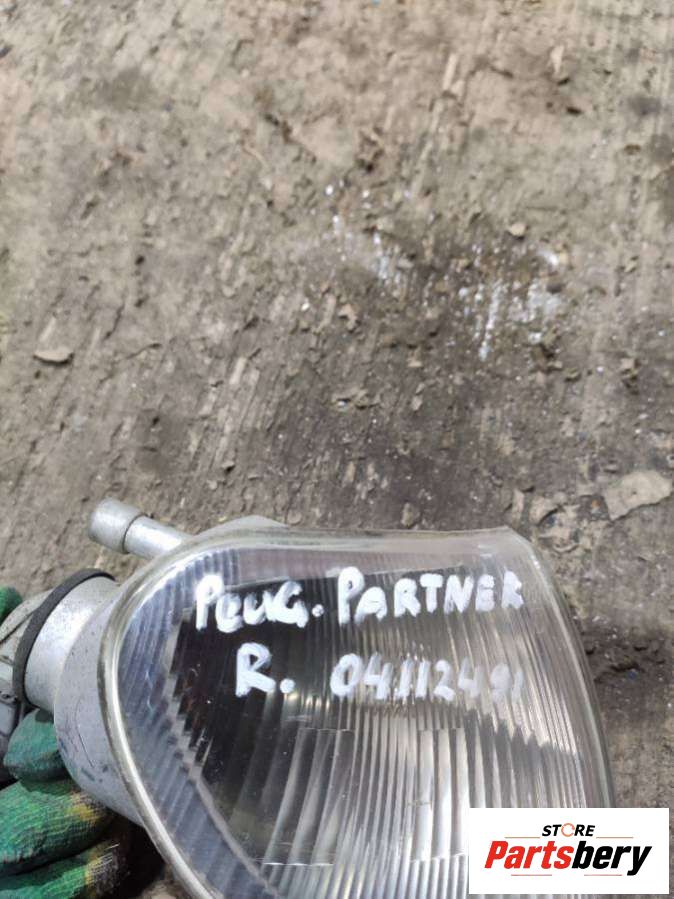 PEUG. PARTNER
R. 04112491
STORE
Partsbery